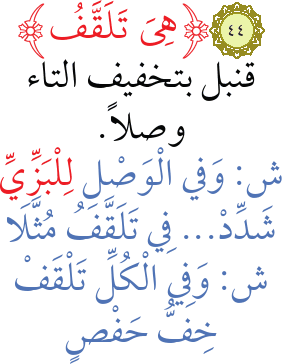 ٤٤ ﴿هِىَ تَلَقَّفُ﴾
قنبل بتخفيف التاء
وصلاً.
ش: وَفِي الْوَصْلِ لِلْبَزِّيِّ
شَدِّدْ... فِي تَلَقَّفُ مُثَّلَا
ش: وَفِي الْكُلِّ تَلْقَفْ
خِفُّ حَفْصٍ